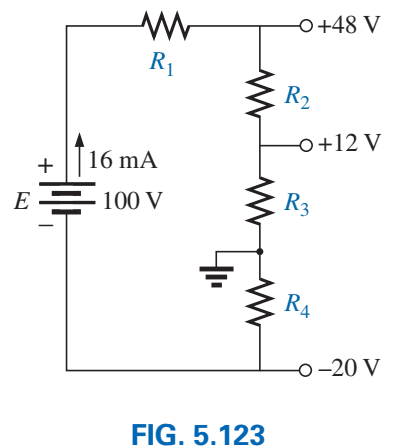 +48 V
R1
R2
+12 V
+
16 mA
E
100 V
R3
–
R4
–20 V
FIG. 5.123